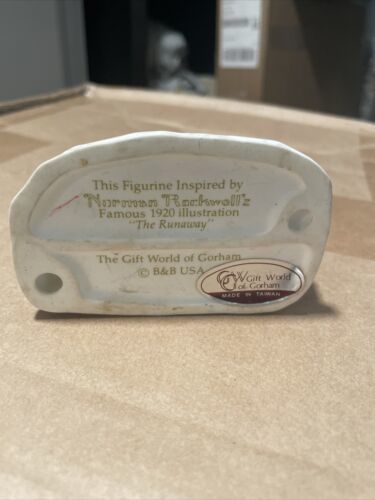 This Figurine Inspired by
Norman Rockwell's
Famous 1920 illustration
"The Runaway"
The Gift World of Gorham
© B&B USA
GWG Gift World
of Gorham
MADE IN TAIWAN